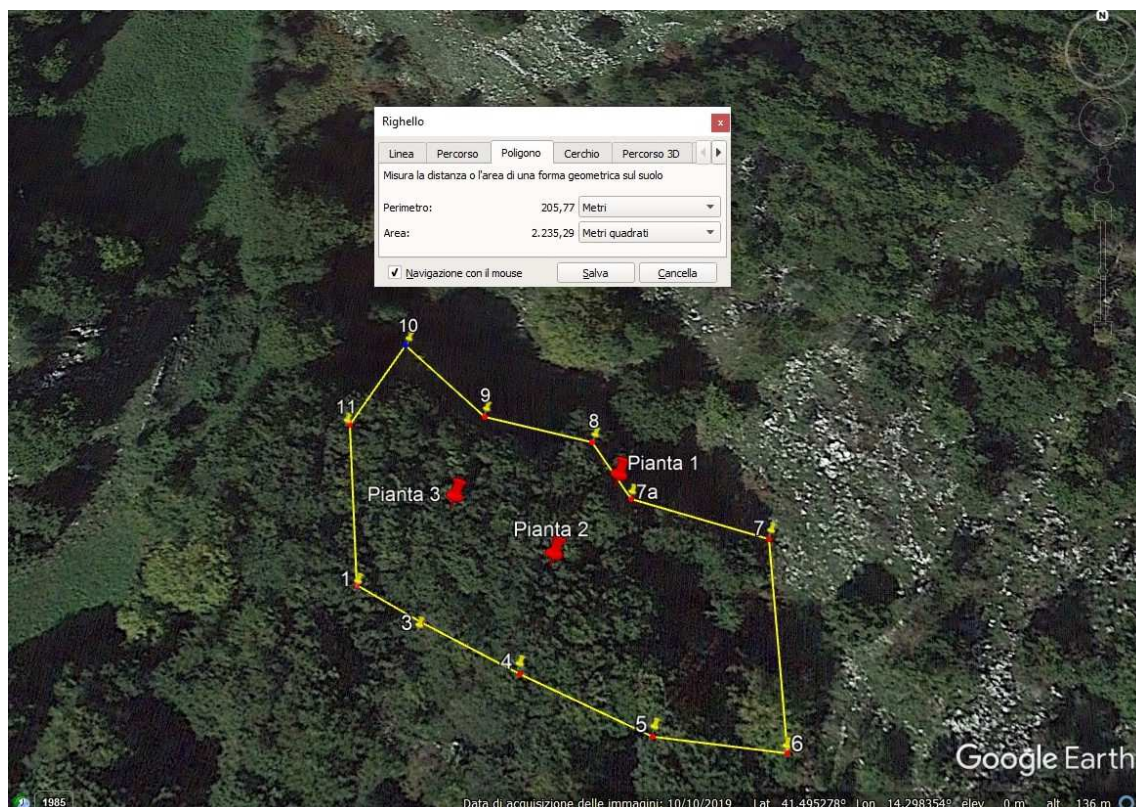 N
Righello
x
Linea Percorso Poligono Cerchio Percorso 3D
Misura la distanza o l'area di una forma geometrica sul suolo
Perimetro: 205,77 Metri
Area: 2.235,29 Metri quadrati
Navigazione con il mouse Salva Cancella
10
11
9
8
Pianta 1
Pianta 3
7a
Pianta 2
7
1
3
4
5
6
Google Earth
1985
Data di acquisizione delle immagini: 10/10/2019 Lat 41.495278° Lon 14.298354° elev 0 m alt 136 m